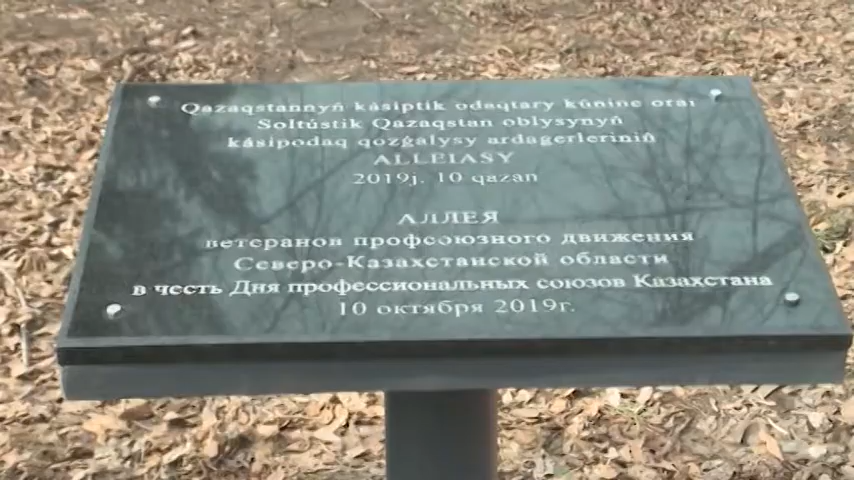 Qazaqstannyń kásiptik odaqtary kúnine oraı
Soltústik Qazaqstan oblysynyń
kásipodaq qozǵalysy ardagerleriniń
ALLEIASY
2019j. 10 qazan
АЛЛЕЯ
ветеранов профсоюзного движения
Северо-Казахстанской области
в честь Дня профессиональных союзов Казахстана
10 октября 2019г.